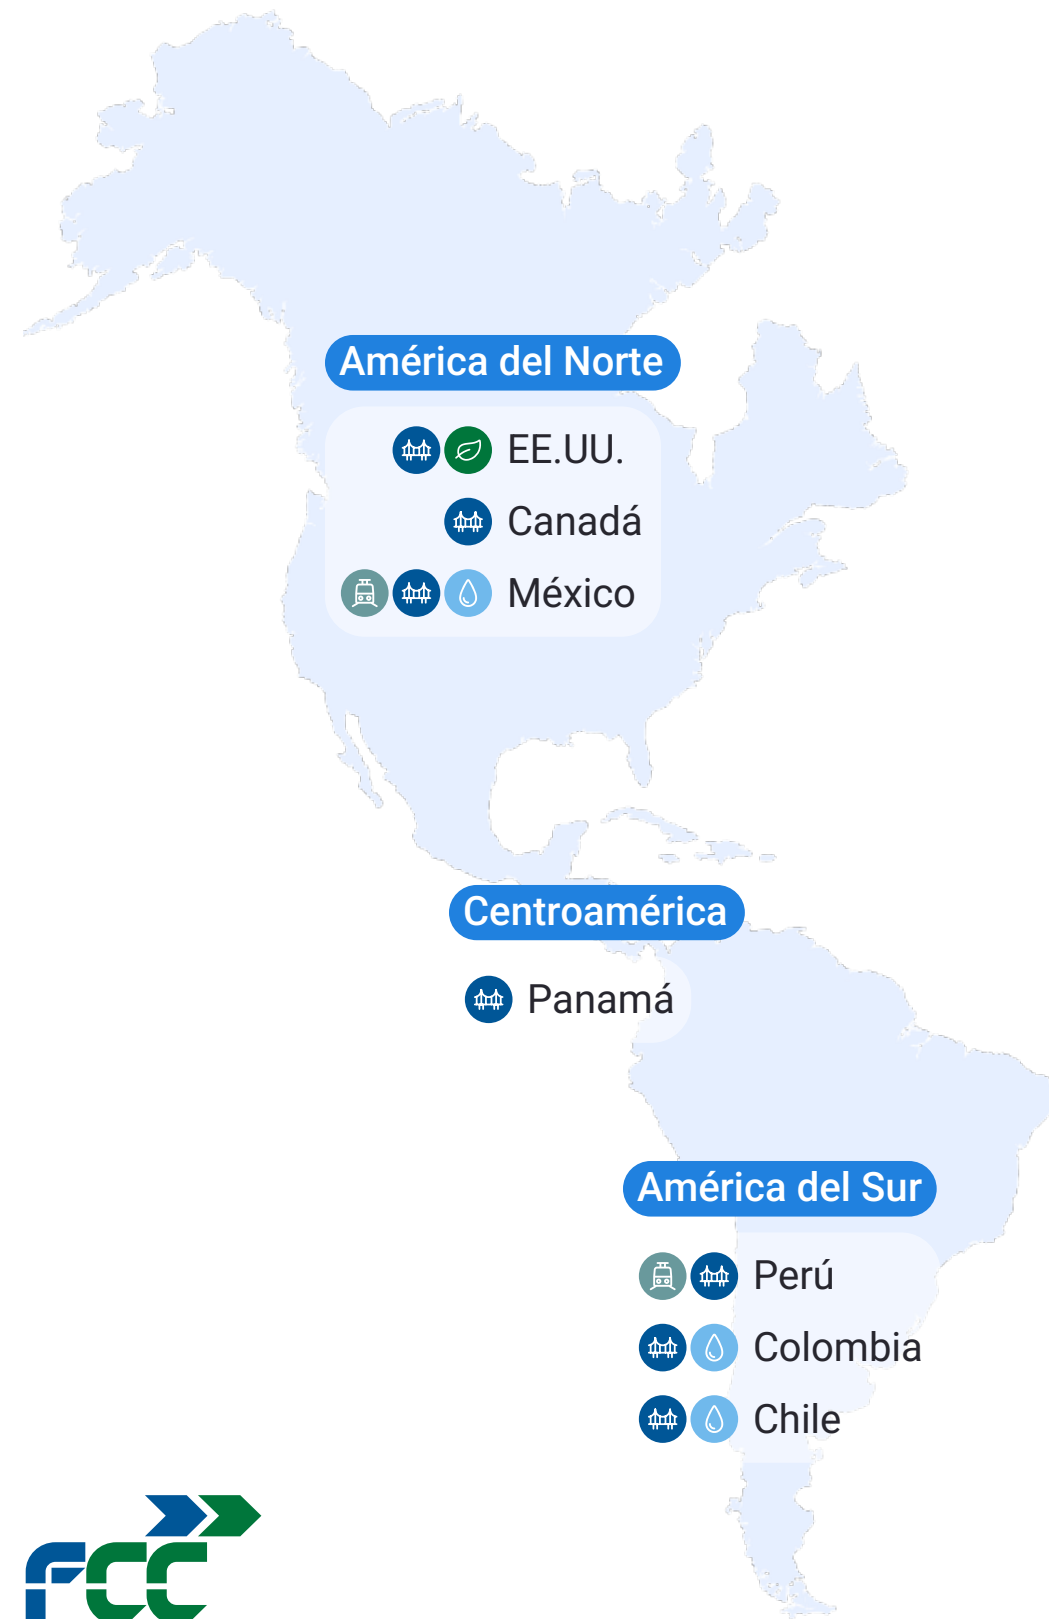 América del Norte
EE.UU.
Canadá
México
Centroamérica
Panamá
América del Sur
Perú
Colombia
Chile
FCC